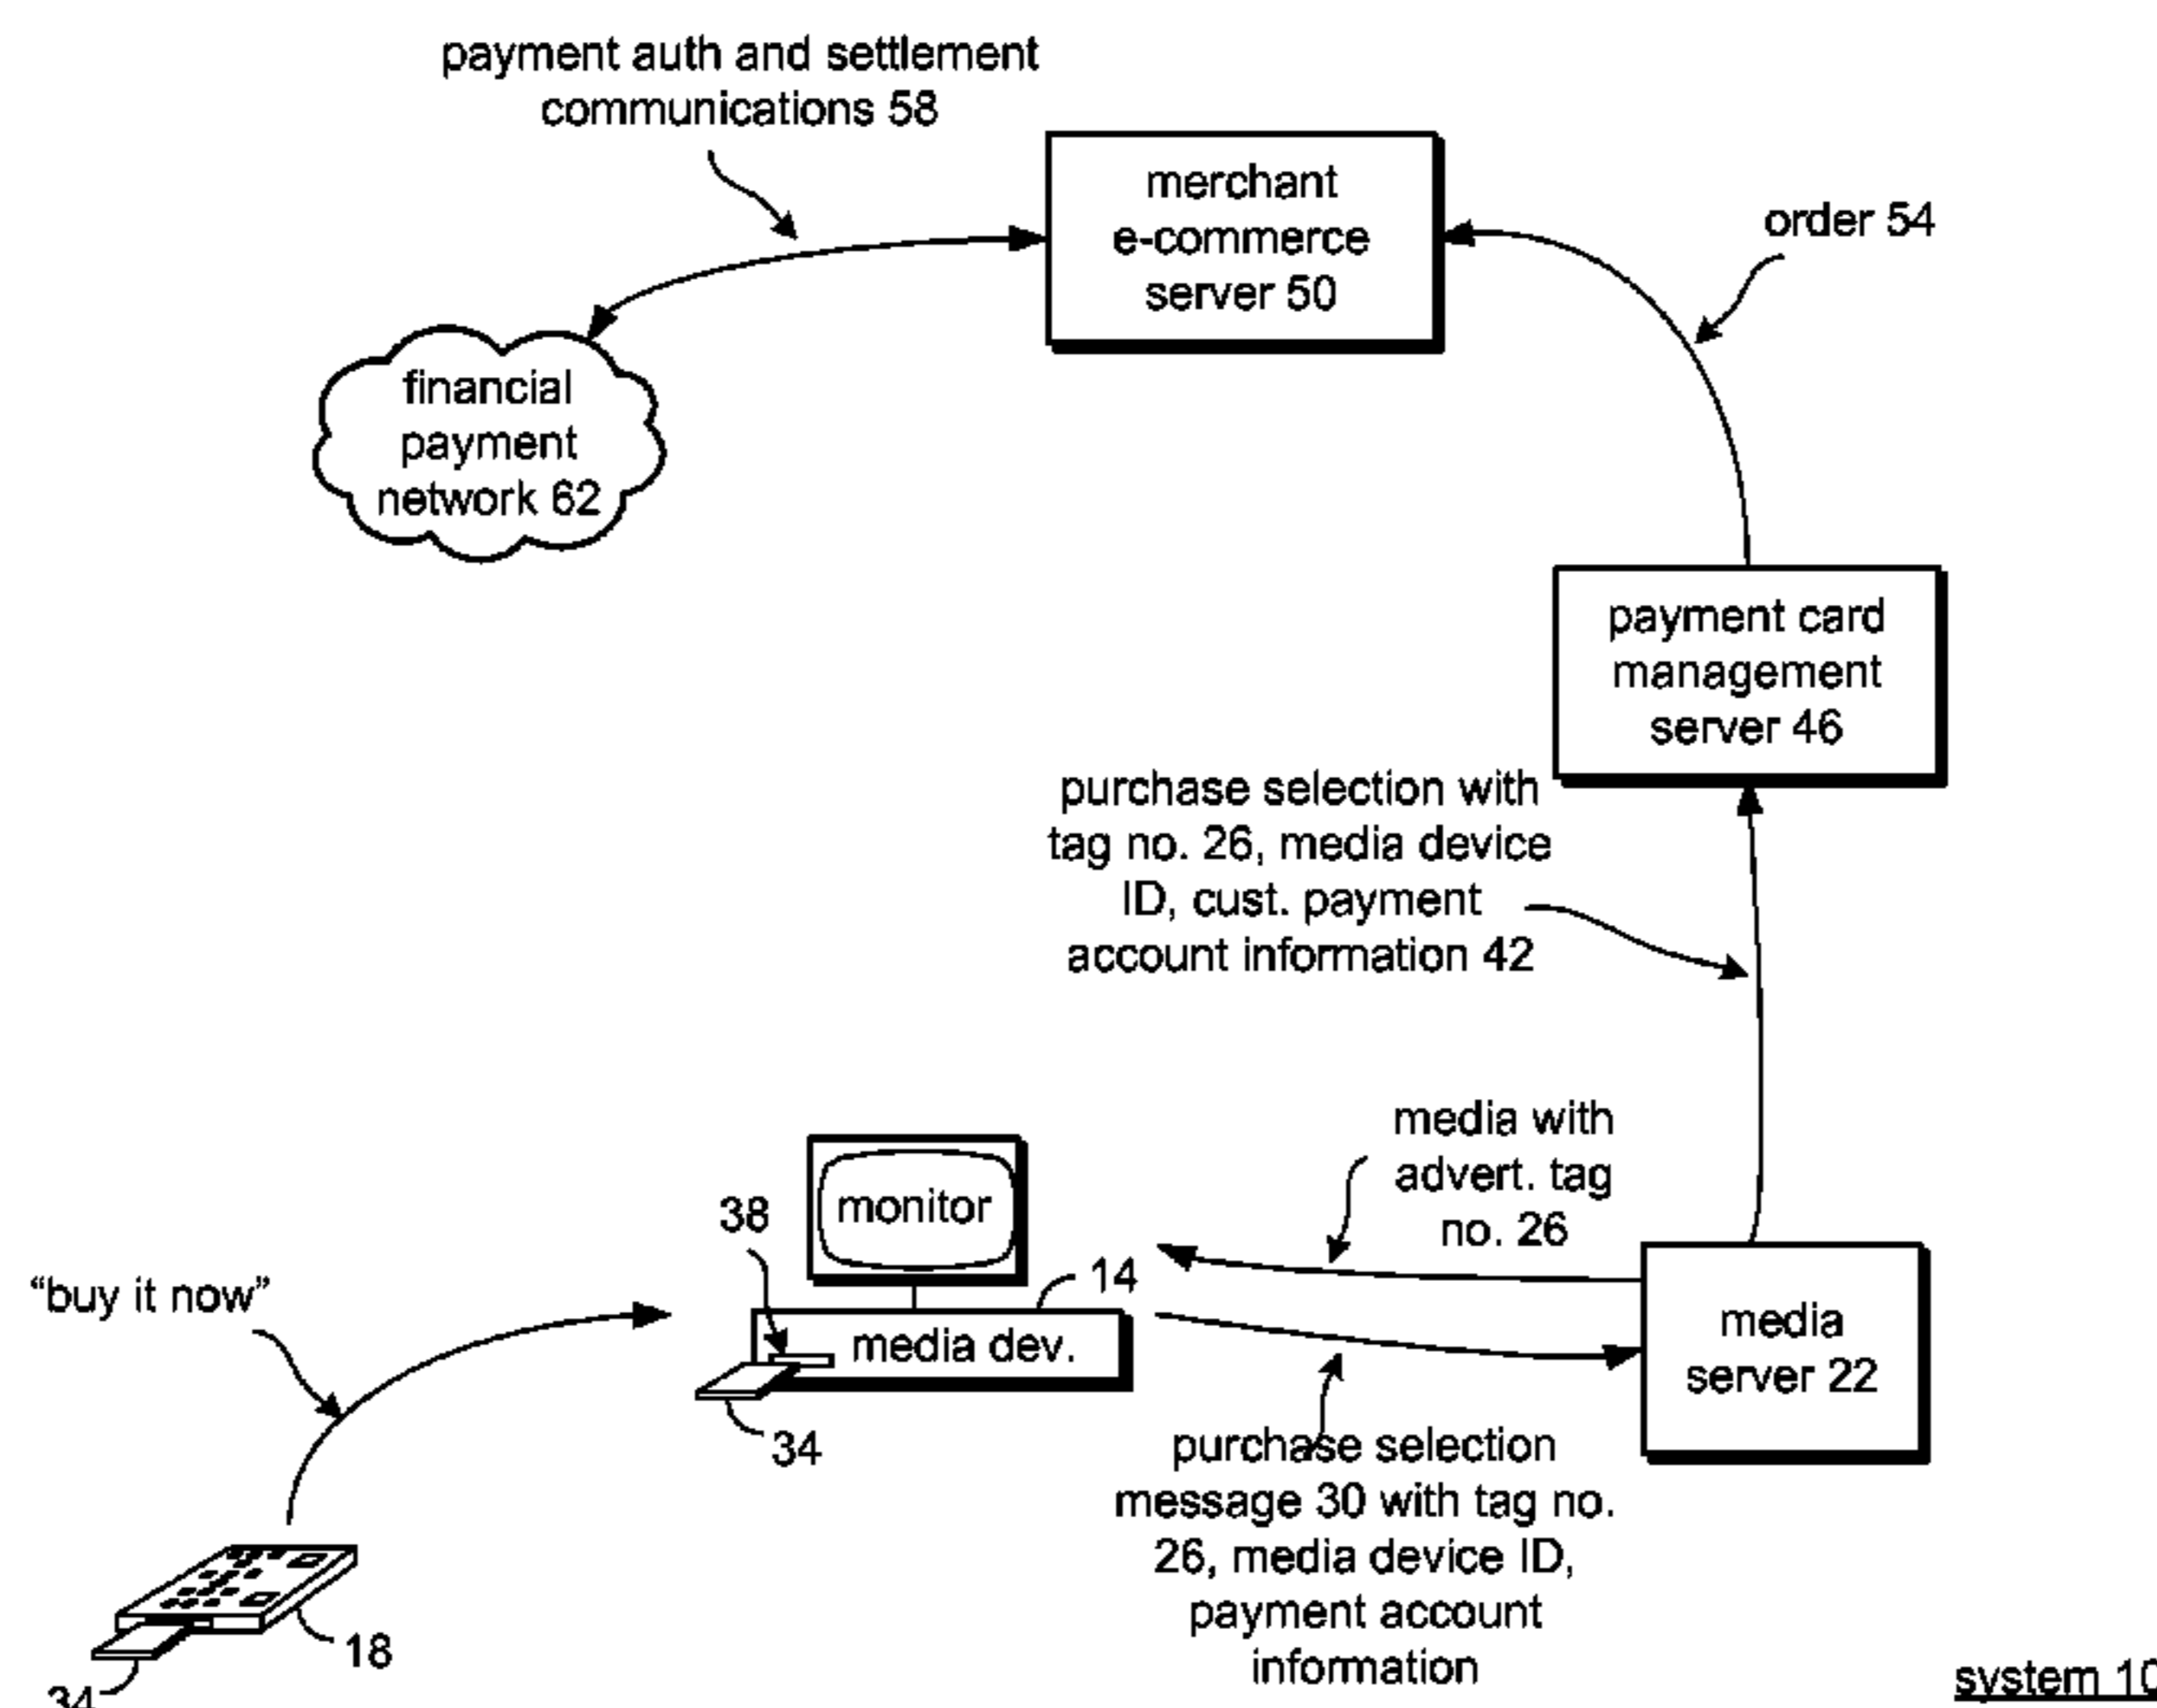 payment auth and settlement
communications 58
merchant
e-commerce
server 50
order 54
financial
payment
network 62
payment card
management
server 46
purchase selection with
tag no. 26, media device
ID, cust. payment
account information 42
media with
advert. tag
no. 26
monitor
38
14
"buy it now"
media dev.
media
server 22
34
purchase selection
message 30 with tag no.
26, media device ID,
payment account
information
18
34
system 10